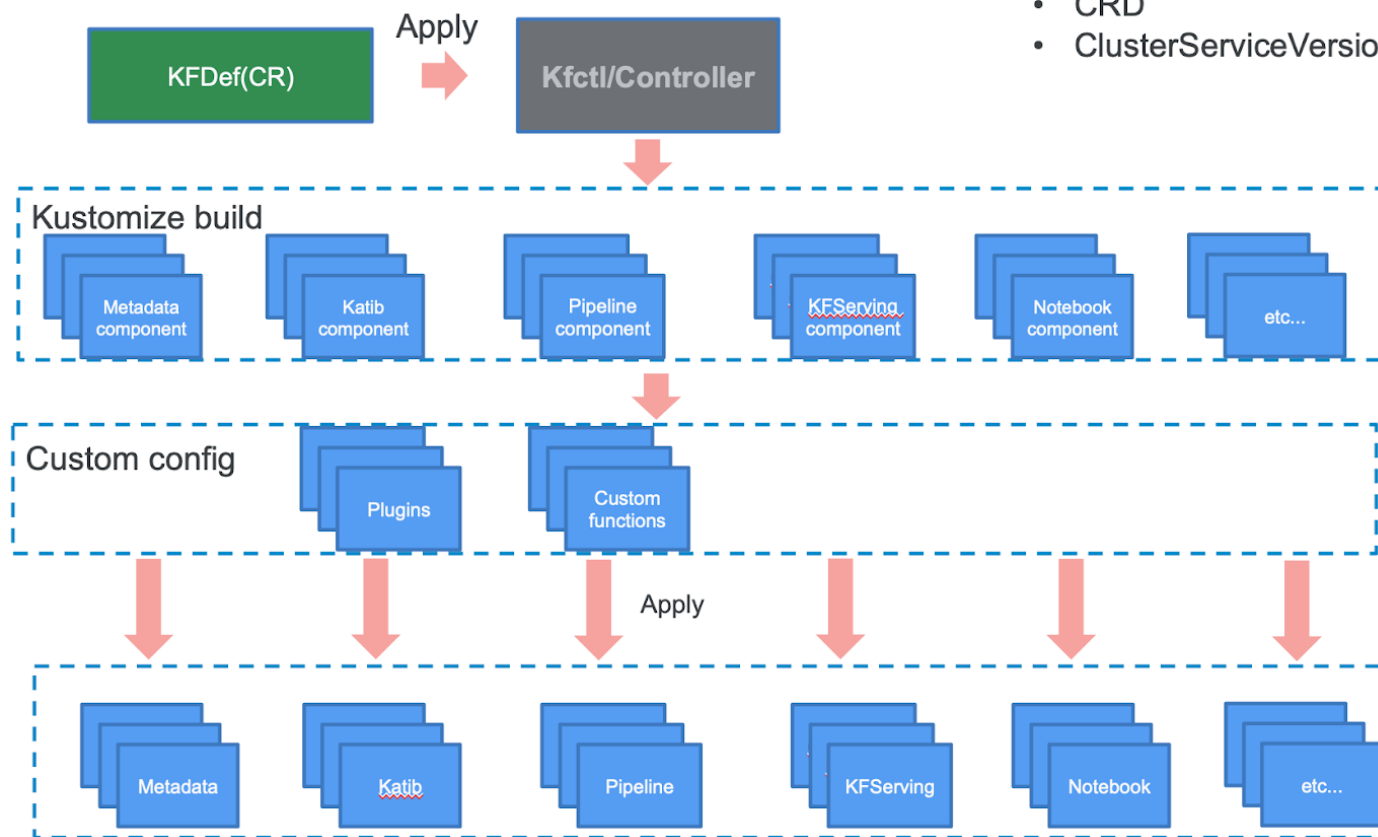 • CRD
• ClusterServiceVersio
Apply
KFDef(CR)
Kfctl/Controller
Kustomize build
Metadata
component
Katib
component
Pipeline
component
KFServing
component
Notebook
component
etc...
Custom config
Plugins
Custom
functions
Apply
Metadata
Katib
Pipeline
KFServing
Notebook
etc...